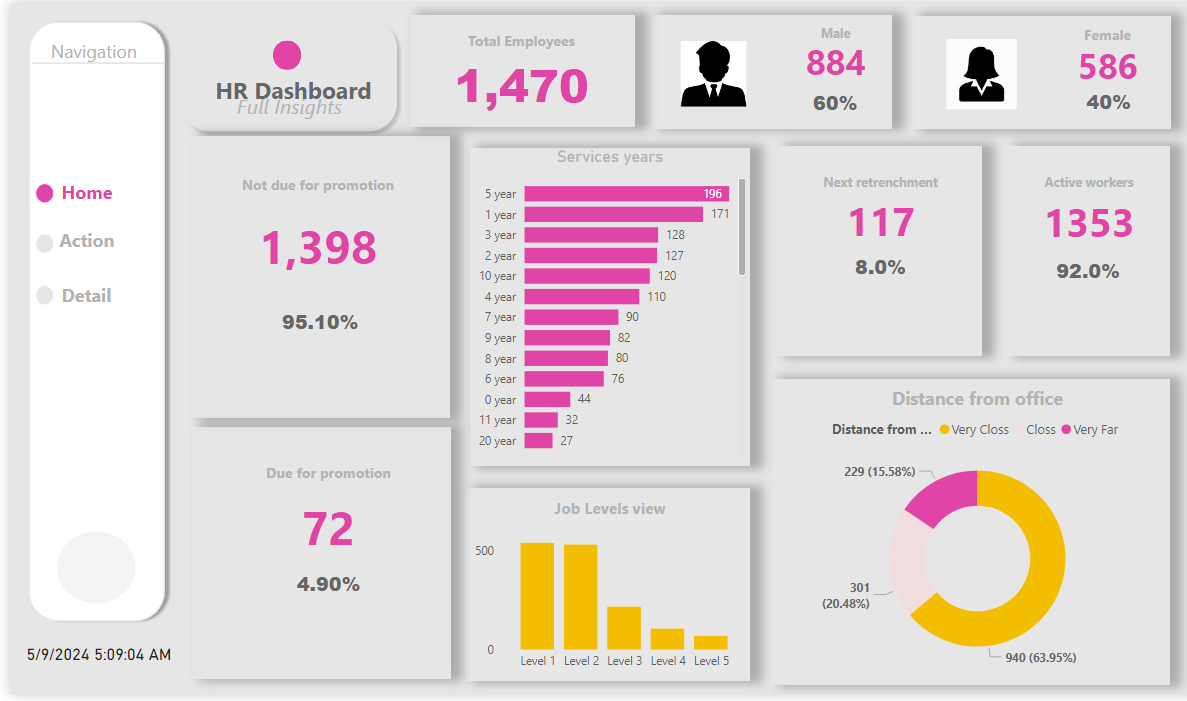 Navigation
Home
Action
Detail
5/9/2024 5:09:04 AM
HR Dashboard
Full Insights
Total Employees
1,470
Male
884
60%
Female
586
40%
Not due for promotion
1,398
95.10%
Due for promotion
72
4.90%
Services years
5 year 196
1 year 171
3 year 128
2 year 127
10 year 120
4 year 110
7 year 90
9 year 82
8 year 80
6 year 76
0 year 44
11 year 32
20 year 27
Job Levels view
500
0
Level 1 Level 2 Level 3 Level 4 Level 5
Next retrenchment
117
8.0%
Active workers
1353
92.0%
Distance from office
Distance from ... Very Closs Closs Very Far
229 (15.58%)
301
(20.48%)
940 (63.95%)